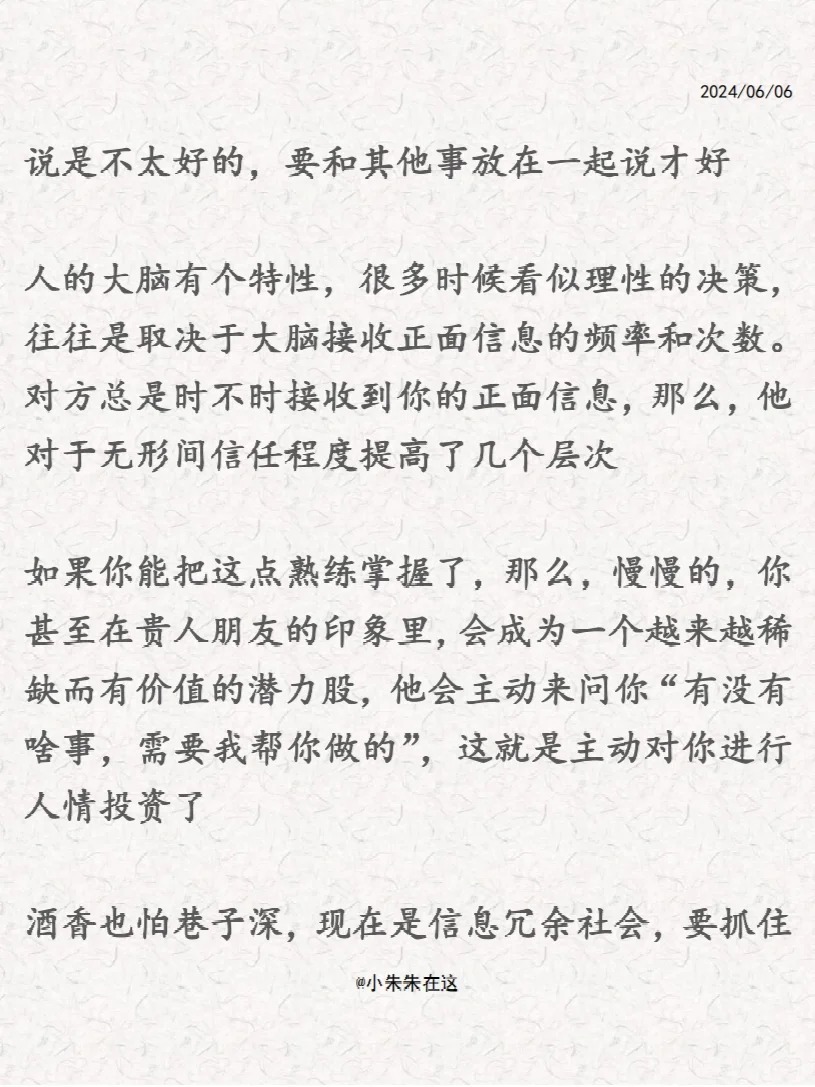 2024/06/06
说是不太好的，要和其他事放在一起说才好
人的大脑有个特性，很多时候看似理性的决策，
往往是取决于大脑接收正面信息的频率和次数。
对方总是时不时接收到你的正面信息，那么，他
对于无形间信任程度提高了几个层次
如果你能把这点熟练掌握了，那么，慢慢的，你
甚至在贵人朋友的印象里，会成为一个越来越稀
缺而有价值的潜力股，他会主动来问你“有没有
啥事，需要我帮你做的”，这就是主动对你进行
人情投资了
酒香也怕巷子深，现在是信息冗余社会，要抓住
@小朱朱在这